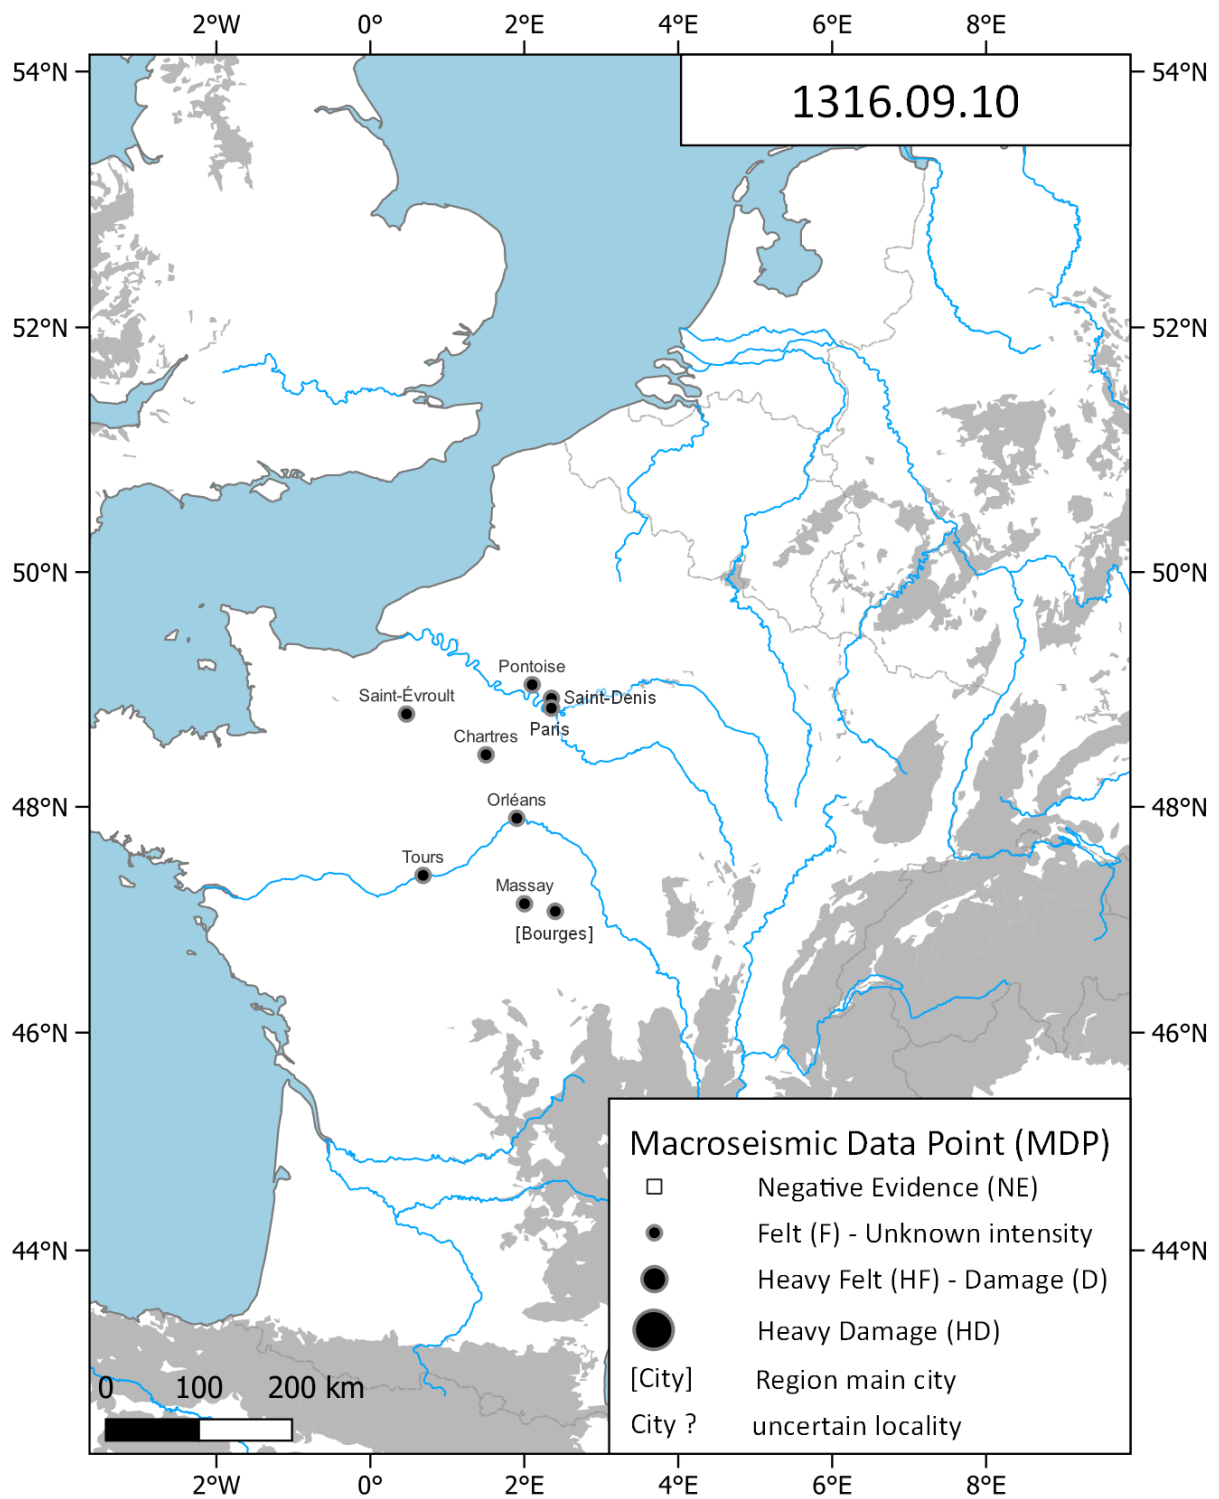 2°W 0° 2°E 4°E 6°E 8°E
54°N 54°N
1316.09.10
52°N 52°N
50°N 50°N
Pontoise
Saint-Évroult
Saint-Denis
Paris
Chartres
48°N 48°N
Orléans
Tours
Massay
[Bourges]
46°N 46°N
Macroseismic Data Point (MDP)
Negative Evidence (NE)
Felt (F) - Unknown intensity
44°N 44°N
Heavy Felt (HF) - Damage (D)
Heavy Damage (HD)
[City] Region main city
City ? uncertain locality
0 100 200 km
2°W 0° 2°E 4°E 6°E 8°E